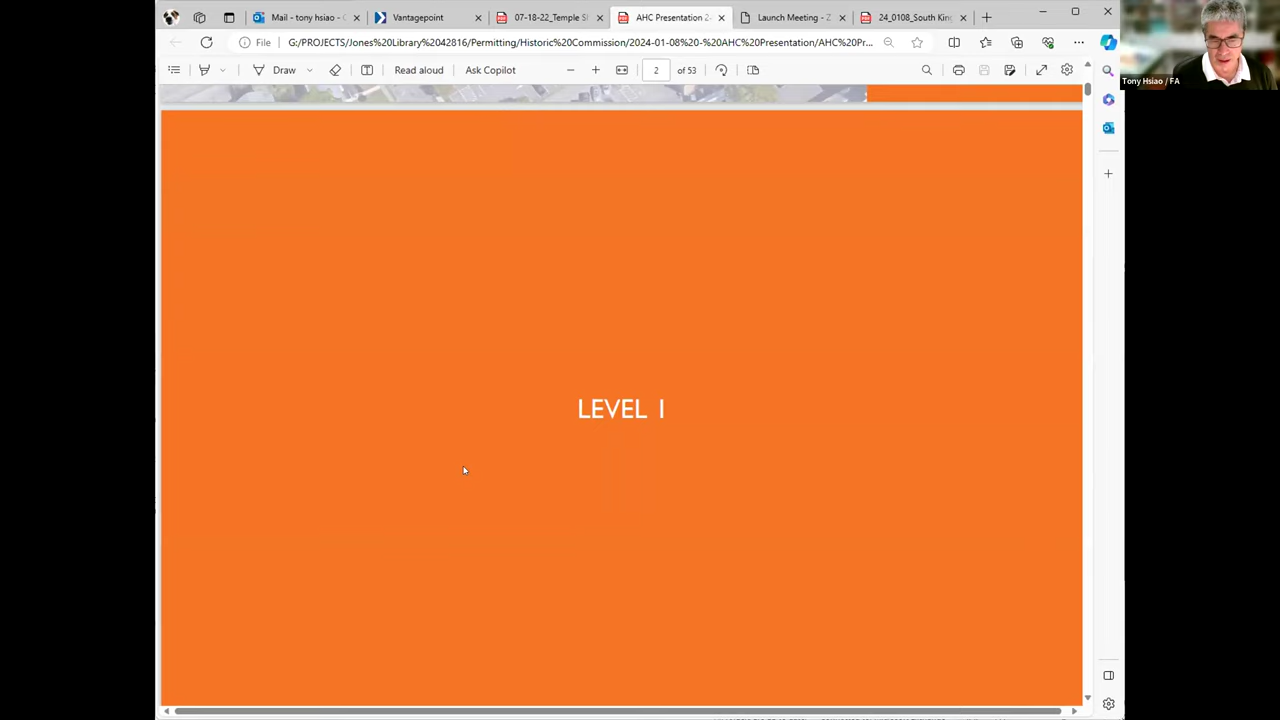 Mail - tony hsiao - C
Vantagepoint
07-18-22_Temple S
AHC Presentation 2-
Launch Meeting - Z
24_0108_South King
File
G:/PROJECTS/Jones%20Library%2042816/Permitting/Historic%20Commission/2024-01-08%20-%20AHC%20Presentation/AHC%20Pr...
Draw
Read aloud
Ask Copilot
2 of 53
Tony Hsiao / FA
LEVEL 1